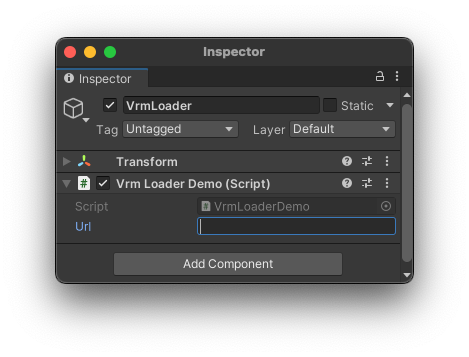 Inspector
Inspector
VrmLoader Static
Tag Untagged Layer Default
Transform
# Vrm Loader Demo (Script)
Script # VrmLoaderDemo
Url
Add Component